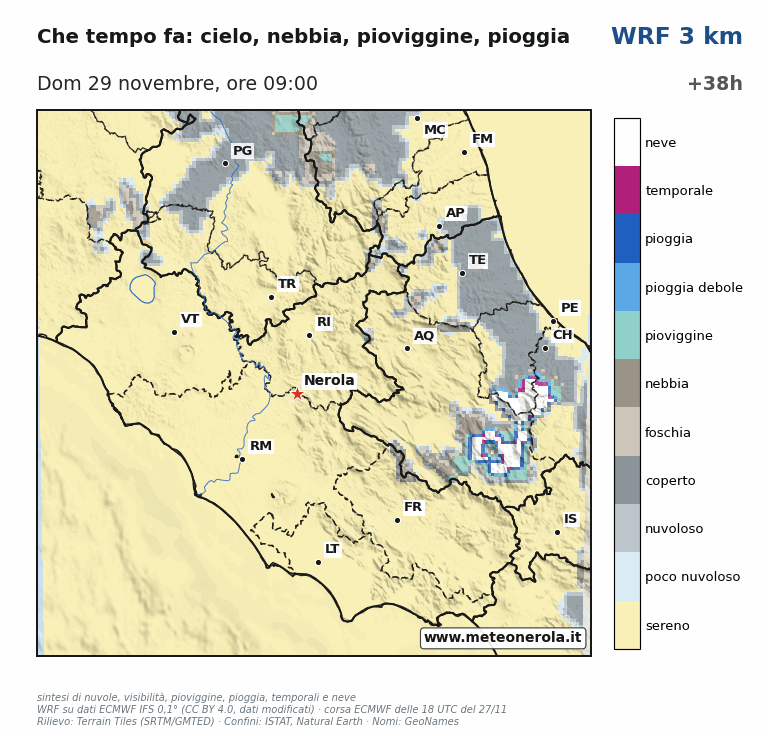 Che tempo fa: cielo, nebbia, pioviggine, pioggia
WRF 3 km
Dom 29 novembre, ore 09:00
+38h
MC
FM
PG
AP
TE
TR
PE
VT
RI
AQ
CH
Nerola
RM
FR
IS
LT
www.meteonerola.it
neve
temporale
pioggia
pioggia debole
pioviggine
nebbia
foschia
coperto
nuvoloso
poco nuvoloso
sereno
sintesi di nuvole, visibilità, pioviggine, pioggia, temporali e neve
WRF su dati ECMWF IFS 0,1° (CC BY 4.0, dati modificati) · corsa ECMWF delle 18 UTC del 27/11
Rilievo: Terrain Tiles (SRTM/GMTED) · Confini: ISTAT, Natural Earth · Nomi: GeoNames